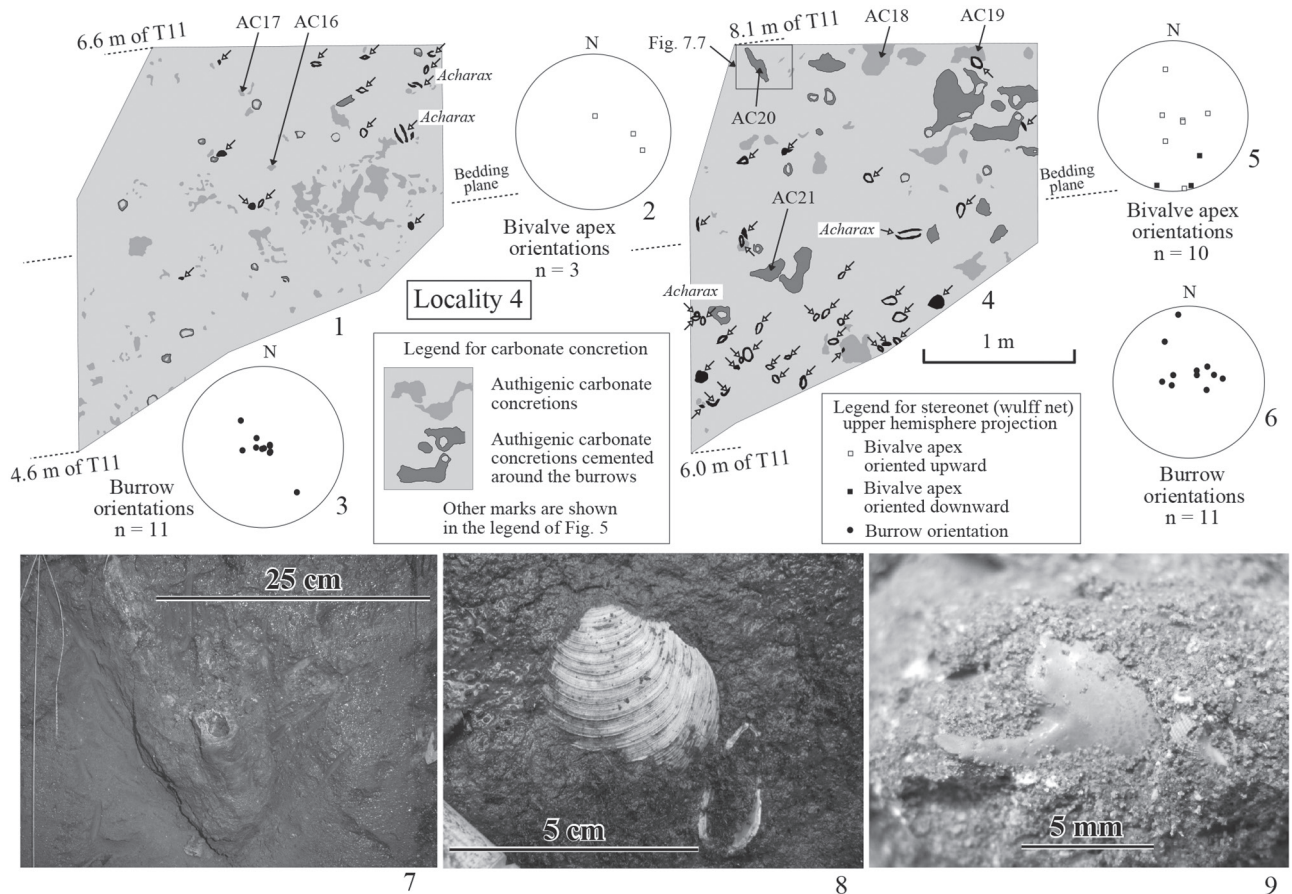 6.6 m of T11
AC17
AC16
Acharax
Acharax
Bedding
plane
4.6 m of T11
1
N
2
Bivalve apex
orientations
n = 3
Locality 4
N
3
Burrow
orientations
n = 11
Legend for carbonate concretion
Authigenic carbonate
concretions
Authigenic carbonate
concretions cemented
around the burrows
Other marks are shown
in the legend of Fig. 5
8.1 m of T11
Fig. 7.7
AC18
AC19
AC20
AC21
Acharax
Acharax
Bedding
plane
6.0 m of T11
4
1 m
N
5
Bivalve apex
orientations
n = 10
N
6
Burrow
orientations
n = 11
Legend for stereonet (wulff net)
upper hemisphere projection
Bivalve apex
oriented upward
Bivalve apex
oriented downward
Burrow orientation
25 cm
7
5 cm
8
5 mm
9